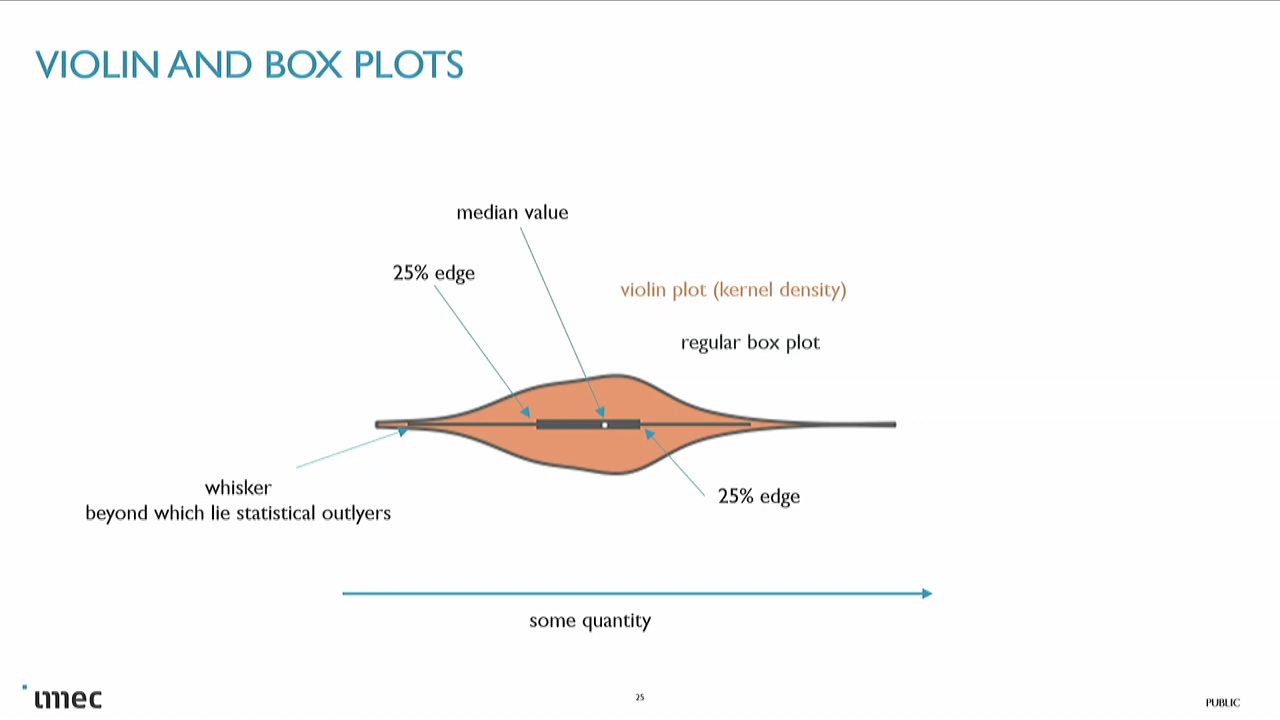 VIOLIN AND BOX PLOTS
median value
25% edge
violin plot (kernel density)
regular box plot
whisker
beyond which lie statistical outlyers
25% edge
some quantity
imec
25
PUBLIC